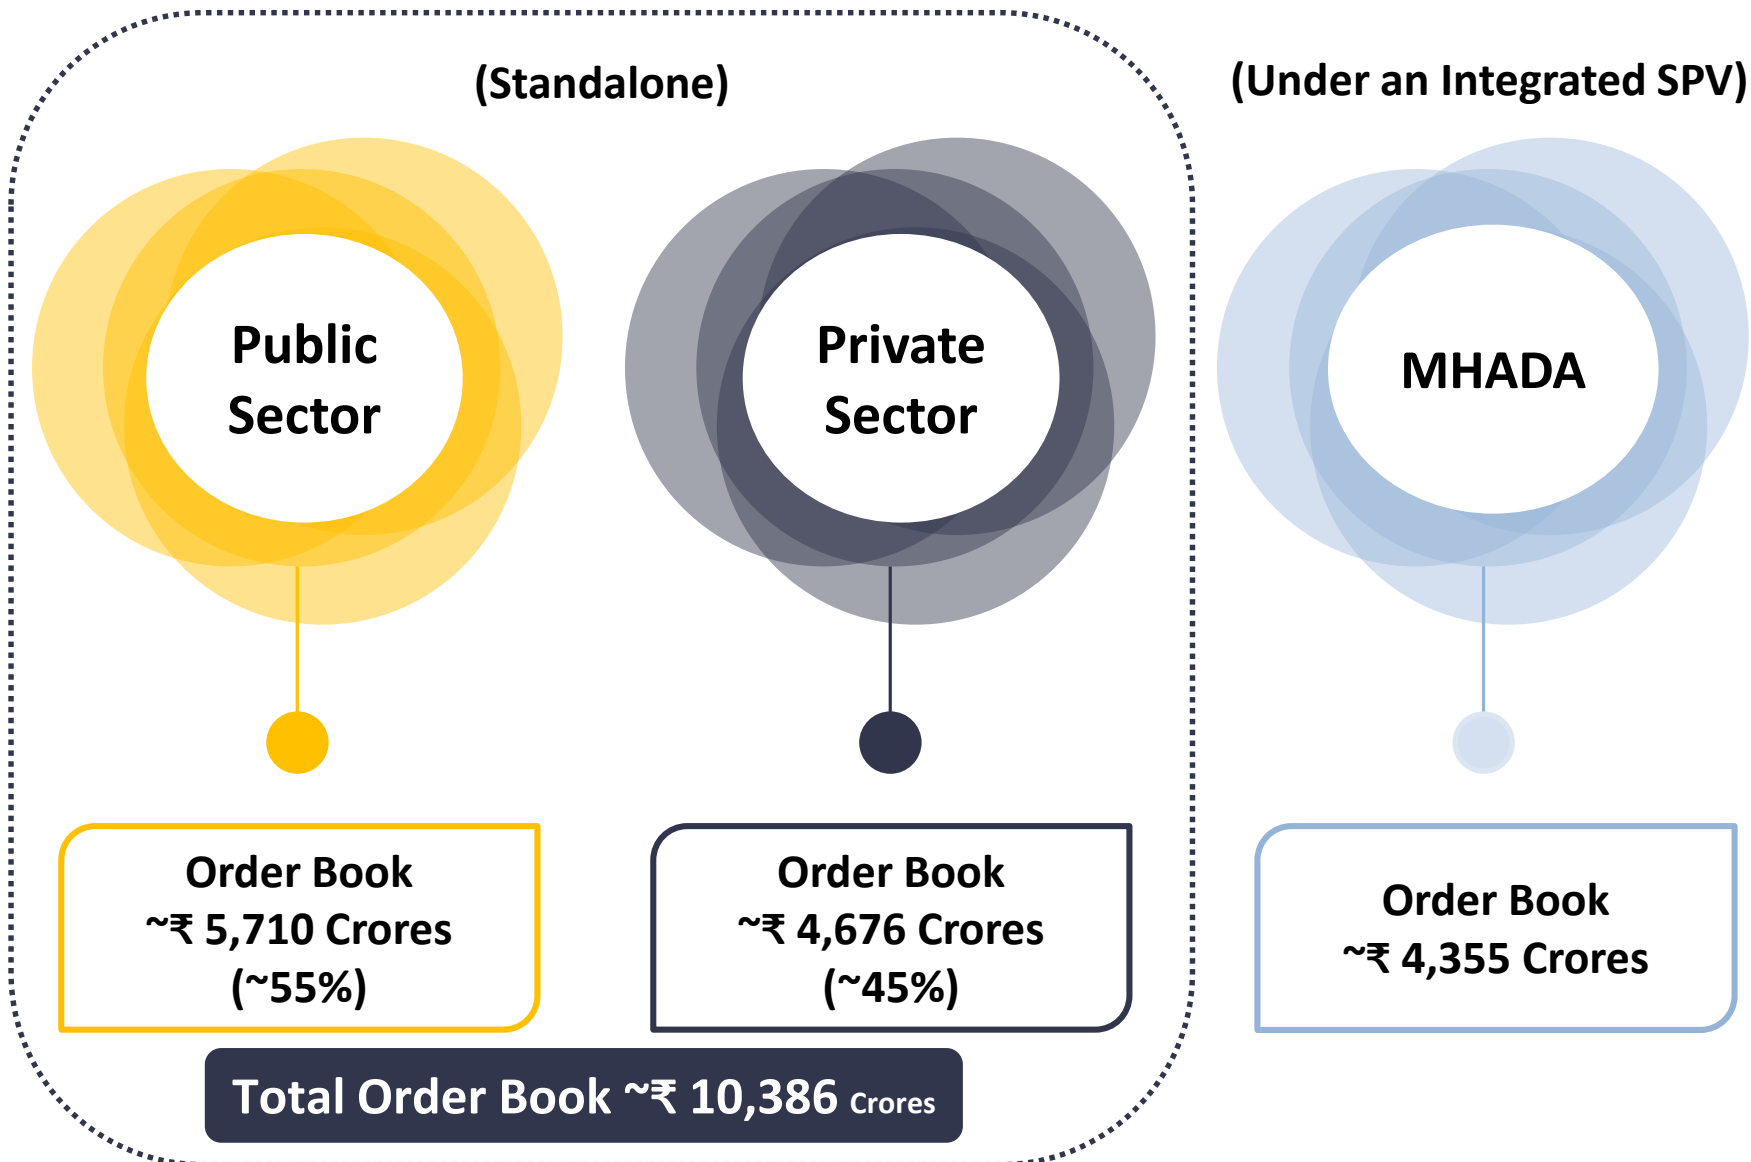 (Standalone)
(Under an Integrated SPV)
Public
Sector
Private
Sector
MHADA
Order Book
~₹ 5,710 Crores
(~55%)
Order Book
~₹ 4,676 Crores
(~45%)
Order Book
~₹ 4,355 Crores
Total Order Book ~₹ 10,386 Crores